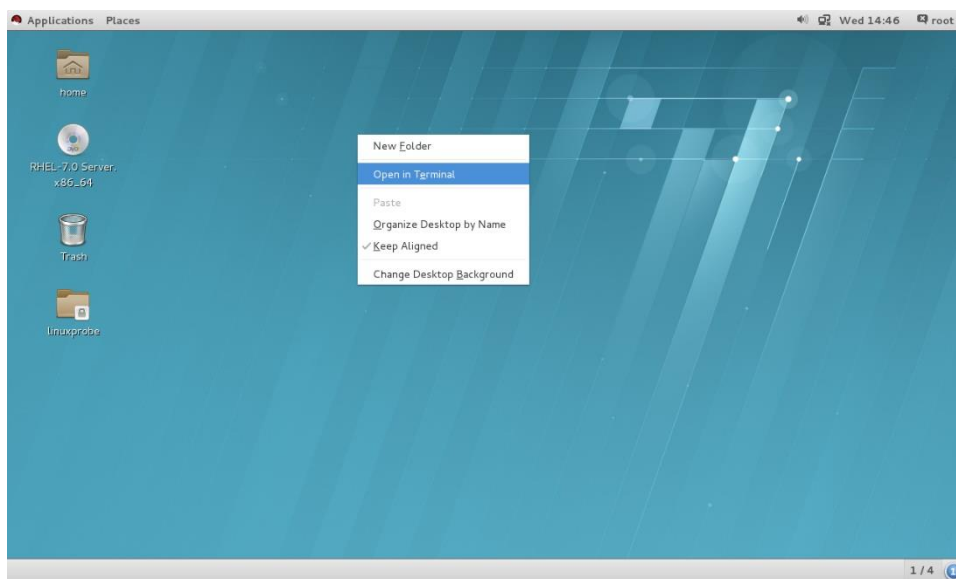 Applications Places Wed 14:46 root
home
RHEL-7.0 Server.
x86_64
Trash
linuxprobe
New Folder
Open in Terminal
Paste
Organize Desktop by Name
Keep Aligned
Change Desktop Background
1 / 4